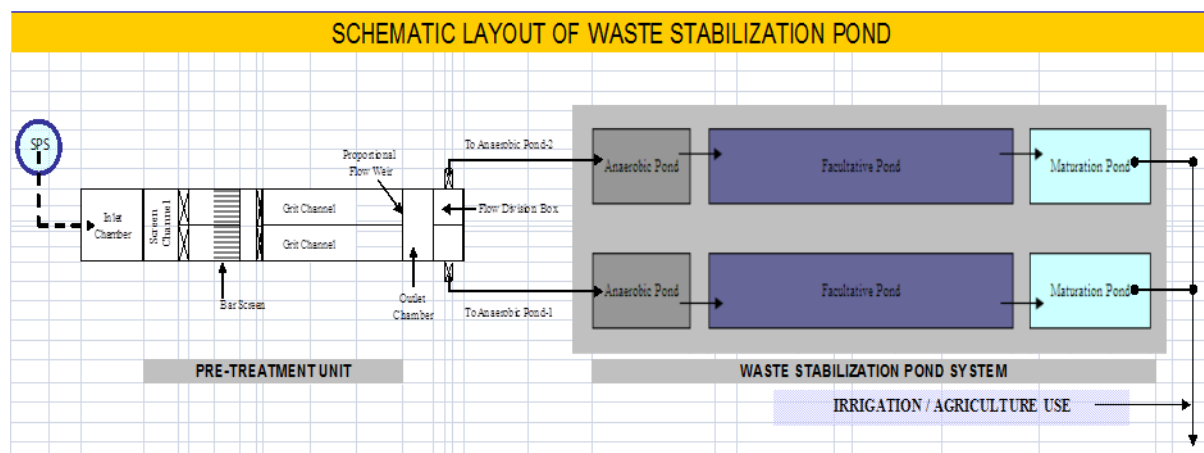 SCHEMATIC LAYOUT OF WASTE STABILIZATION POND
SPS
Inlet
Chamber
Screen
Channel
Bar Screen
Grit Channel
Grit Channel
Proportional
Flow Weir
Flow Division Box
Outlet
Chamber
To Anaerobic Pond-2
To Anaerobic Pond-1
Anaerobic Pond
Facultative Pond
Maturation Pond
Anaerobic Pond
Facultative Pond
Maturation Pond
PRE-TREATMENT UNIT
WASTE STABILIZATION POND SYSTEM
IRRIGATION / AGRICULTURE USE